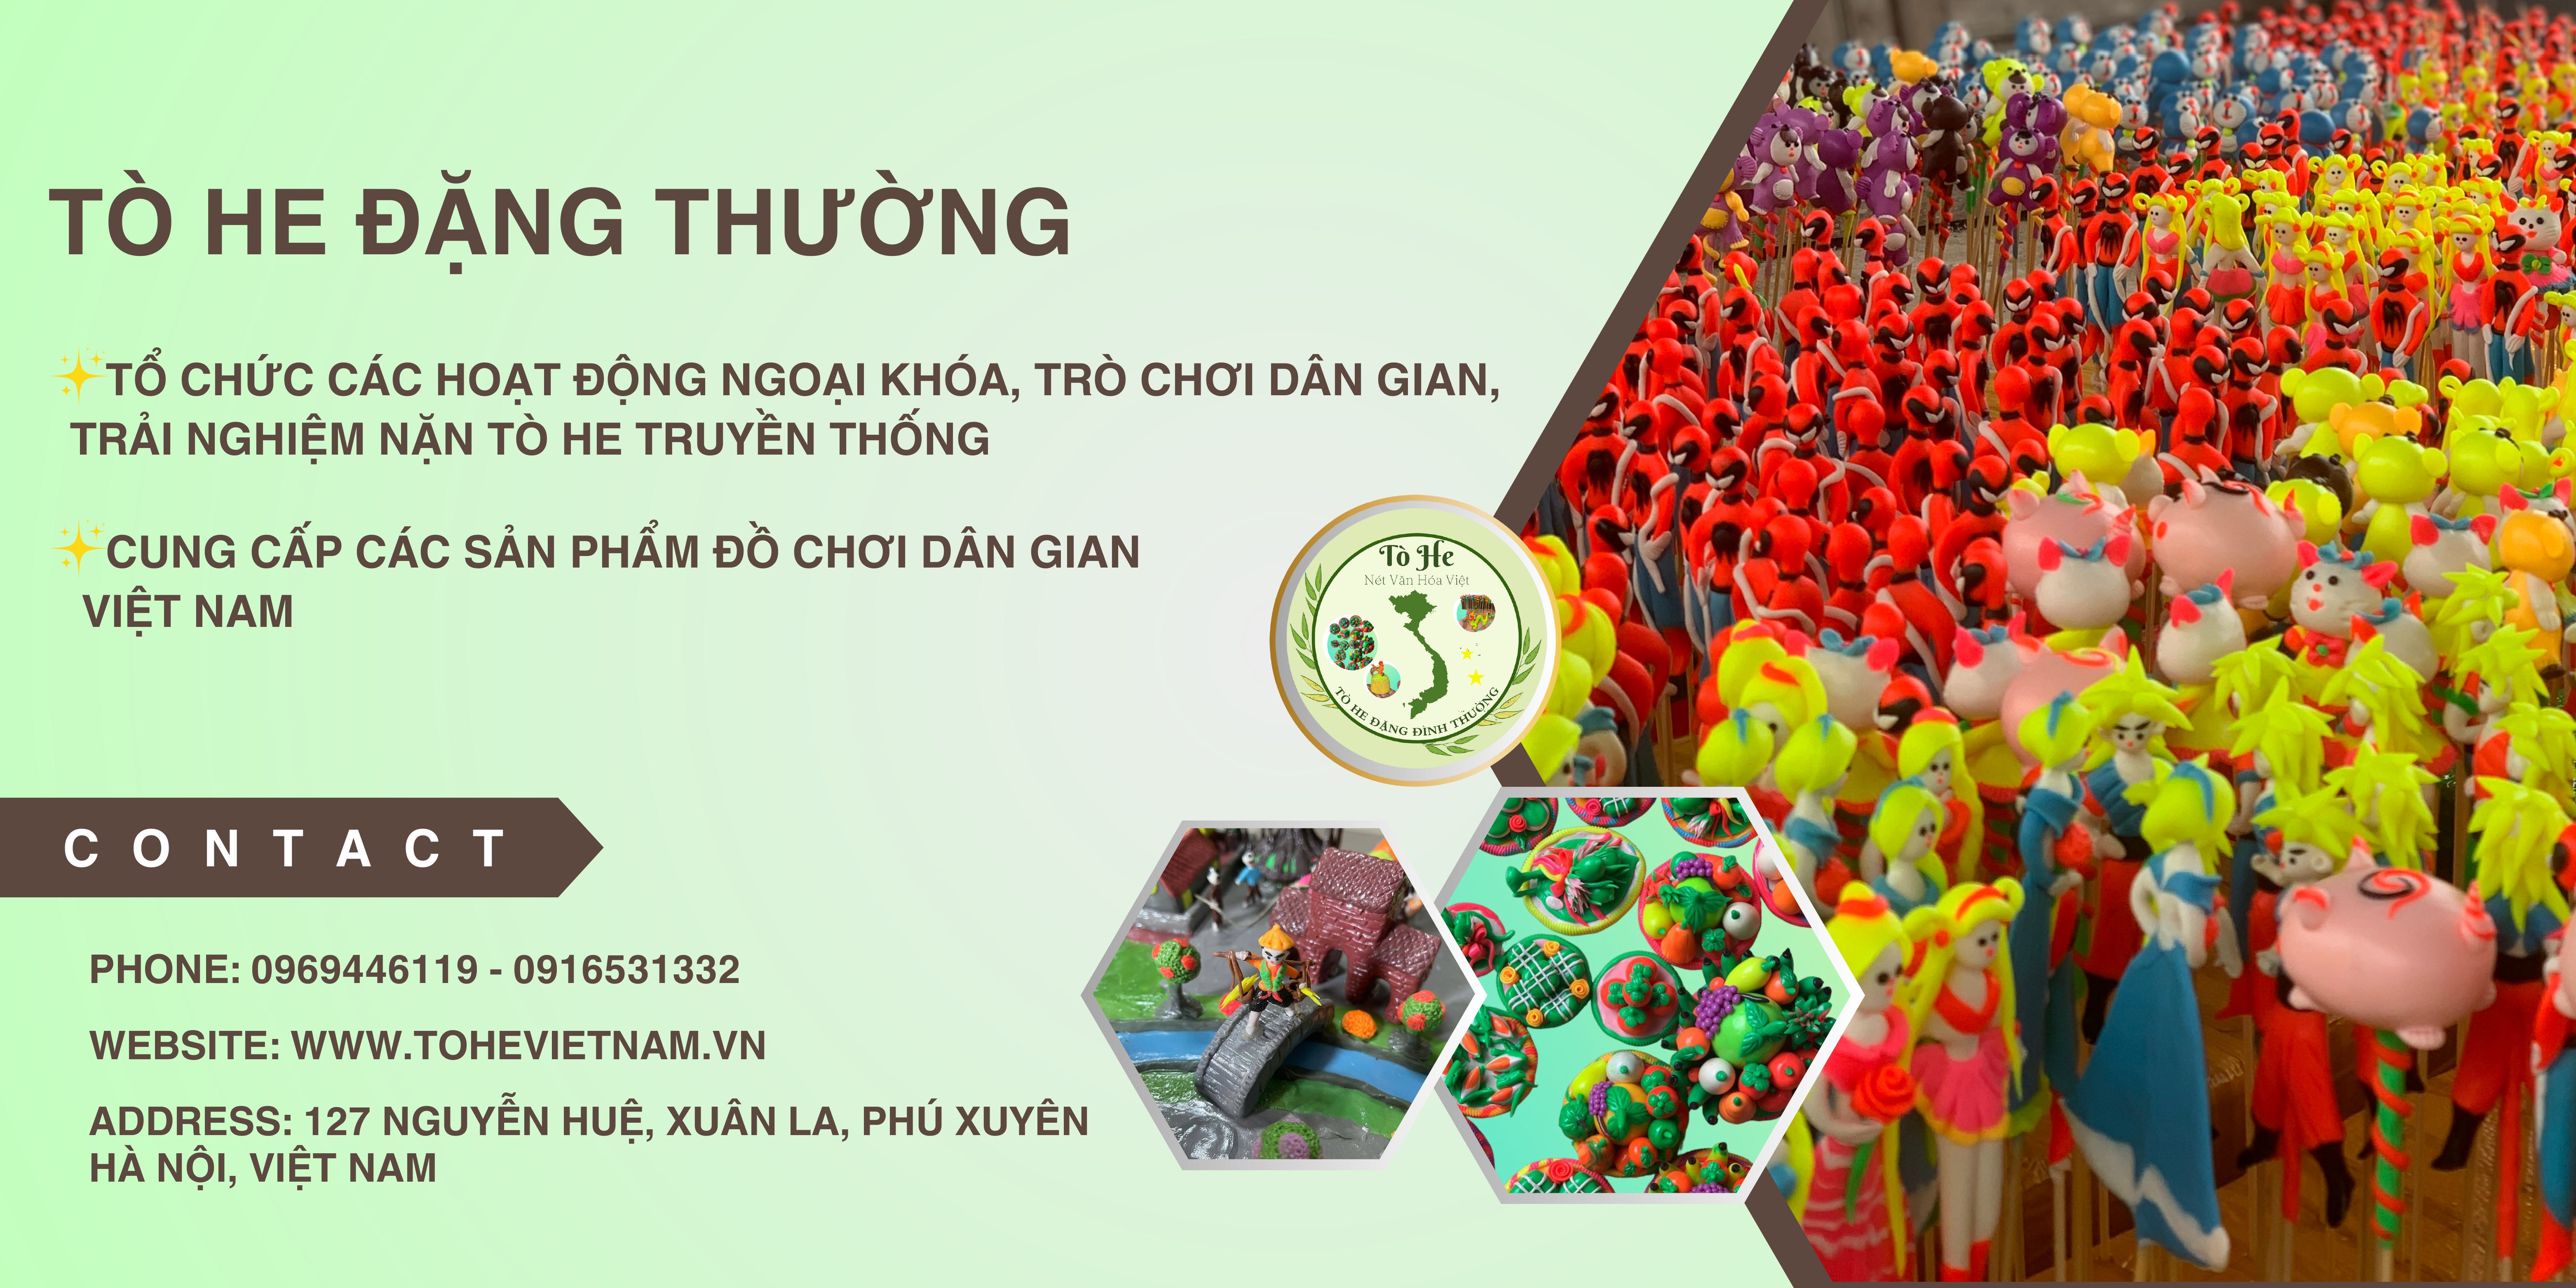 TÒ HE ĐẶNG THƯỜNG
✨TỔ CHỨC CÁC HOẠT ĐỘNG NGOẠI KHÓA, TRÒ CHƠI DÂN GIAN,
TRẢI NGHIỆM NẶN TÒ HE TRUYỀN THỐNG
✨CUNG CẤP CÁC SẢN PHẨM ĐỒ CHƠI DÂN GIAN
VIỆT NAM
Tò He
Nét Văn Hóa Việt
TÒ HE ĐẶNG ĐÌNH THƯỜNG
CONTACT
PHONE: 0969446119 - 0916531332
WEBSITE: WWW.TOHEVIETNAM.VN
ADDRESS: 127 NGUYỄN HUỆ, XUÂN LA, PHÚ XUYÊN
HÀ NỘI, VIỆT NAM